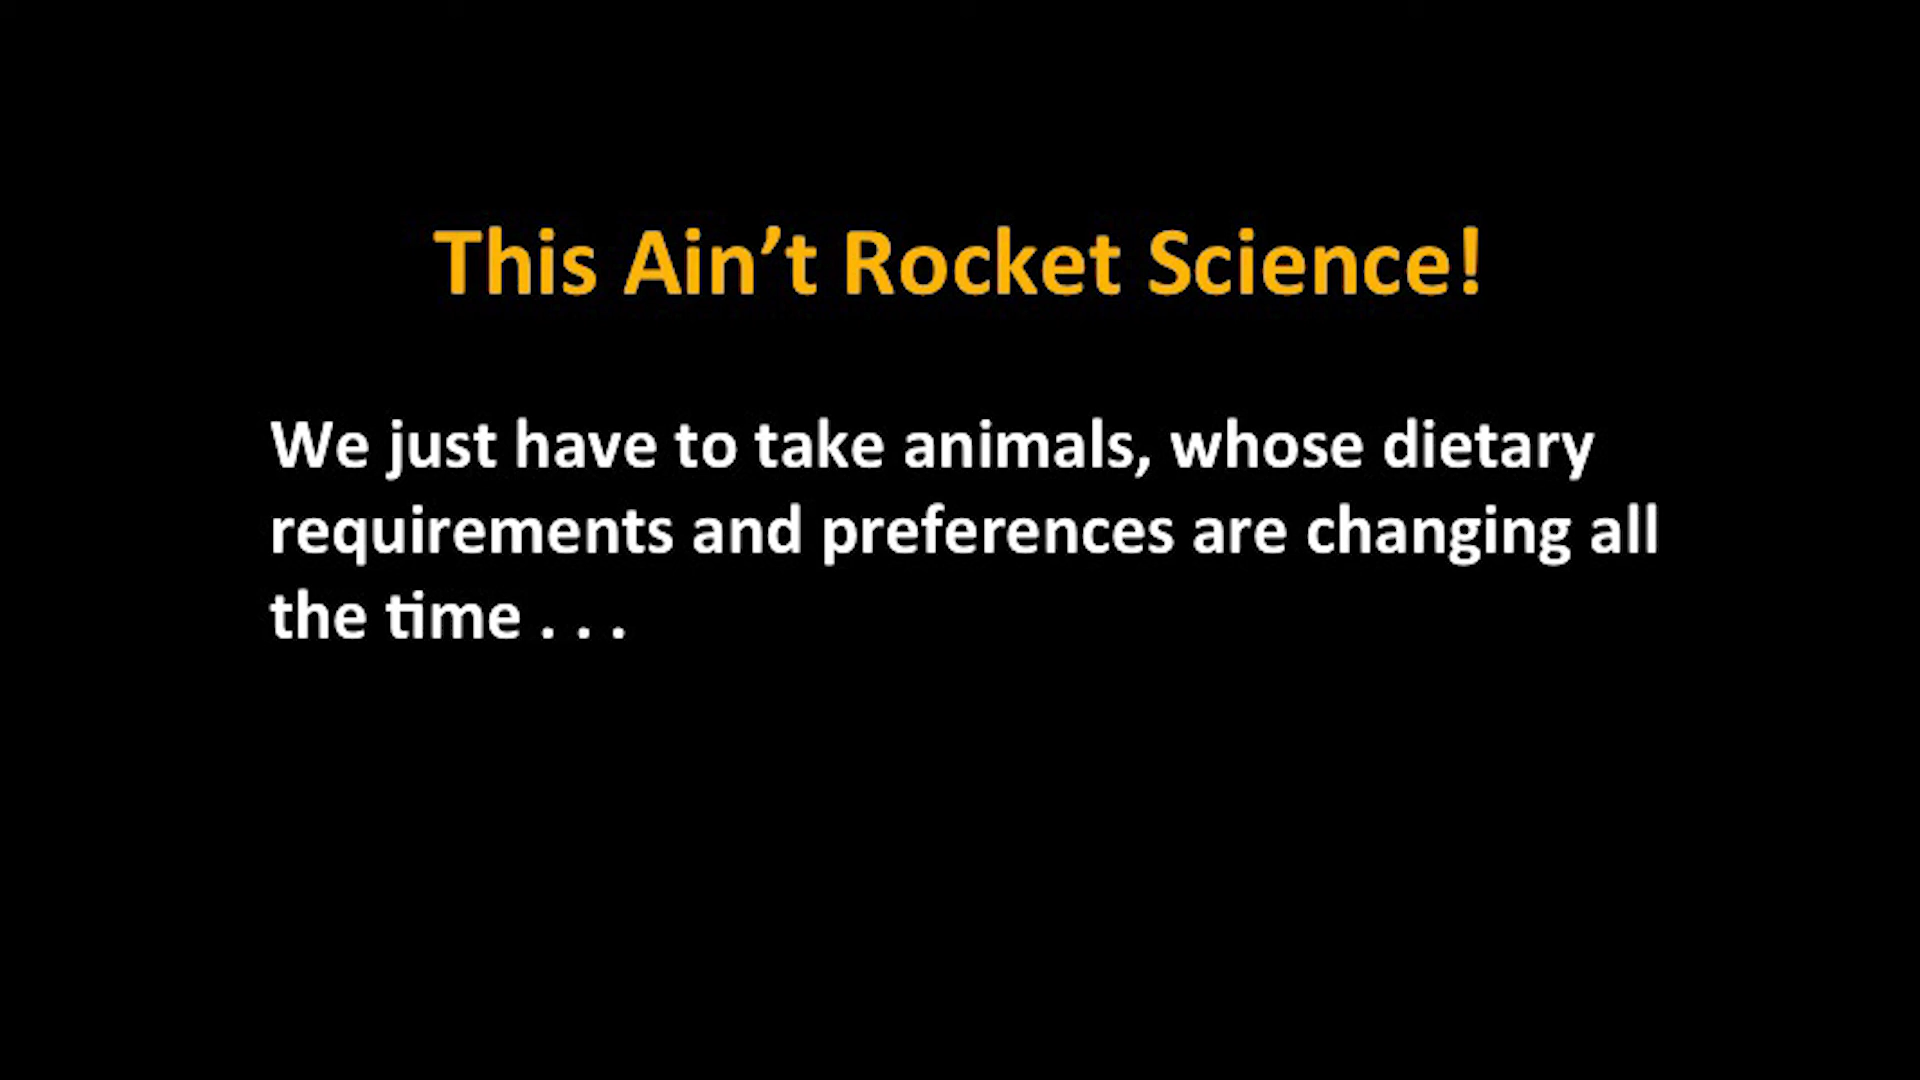 This Ain’t Rocket Science!
We just have to take animals, whose dietary
requirements and preferences are changing all
the time . . .